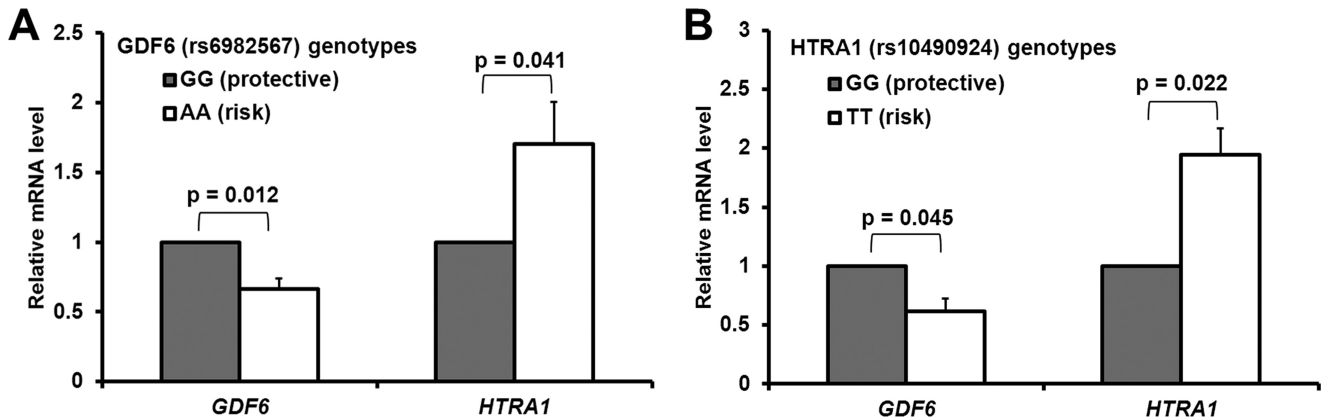 A
GDF6 (rs6982567) genotypes
GG (protective)
AA (risk)
p = 0.012
p = 0.041
Relative mRNA level
2.5
2
1.5
1
0.5
0
GDF6
HTRA1
B
HTRA1 (rs10490924) genotypes
GG (protective)
TT (risk)
p = 0.045
p = 0.022
Relative mRNA level
3
2.5
2
1.5
1
0.5
0
GDF6
HTRA1